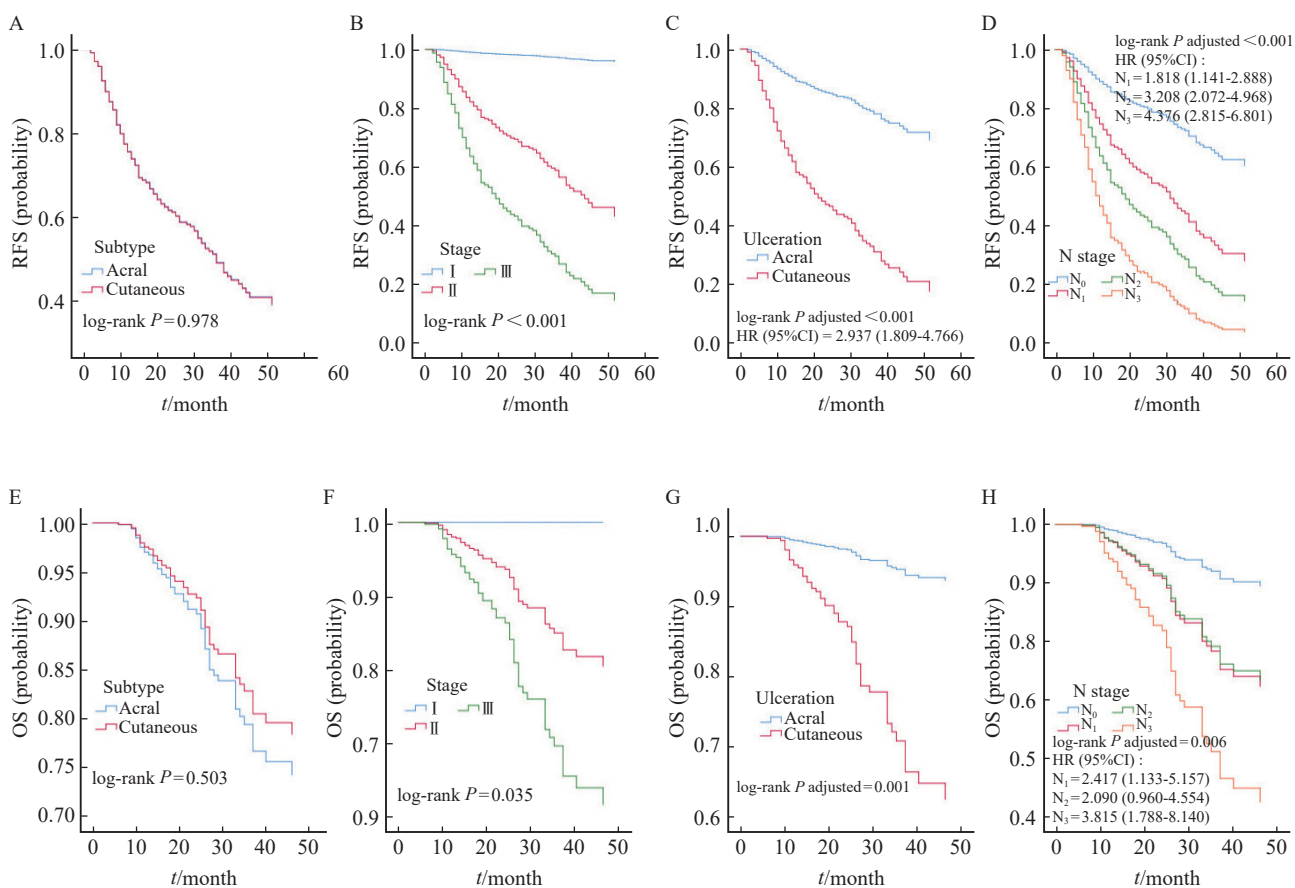 A
1.0
0.8
0.6
0.4
RFS (probability)
Subtype
Acral
Cutaneous
log-rank P=0.978
0 10 20 30 40 50 60
t/month
B
1.0
0.8
0.6
0.4
0.2
0.0
RFS (probability)
Stage
Ⅰ Ⅲ
Ⅱ
log-rank P<0.001
0 10 20 30 40 50 60
t/month
C
1.0
0.8
0.6
0.4
0.2
0.0
RFS (probability)
Ulceration
Acral
Cutaneous
log-rank P adjusted<0.001
HR (95%CI) = 2.937 (1.809-4.766)
0 10 20 30 40 50 60
t/month
D
1.0
0.8
0.6
0.4
0.2
0.0
RFS (probability)
log-rank P adjusted<0.001
HR (95%CI) :
N₁=1.818 (1.141-2.888)
N₂=3.208 (2.072-4.968)
N₃=4.376 (2.815-6.801)
N stage
N₀ N₂
N₁ N₃
0 10 20 30 40 50 60
t/month
E
1.00
0.95
0.90
0.85
0.80
0.75
0.70
OS (probability)
Subtype
Acral
Cutaneous
log-rank P=0.503
0 10 20 30 40 50
t/month
F
1.0
0.9
0.8
0.7
0.9
OS (probability)
Stage
Ⅰ Ⅲ
Ⅱ
log-rank P=0.035
0 10 20 30 40 50
t/month
G
1.0
0.9
0.8
0.7
0.6
OS (probability)
Ulceration
Acral
Cutaneous
log-rank P adjusted=0.001
0 10 20 30 40 50
t/month
H
1.0
0.9
0.8
0.6
0.5
0.4
OS (probability)
N stage
N₀ N₂
N₁ N₃
log-rank P adjusted=0.006
HR (95%CI) :
N₁=2.417 (1.133-5.157)
N₂=2.090 (0.960-4.554)
N₃=3.815 (1.788-8.140)
0 10 20 30 40 50
t/month